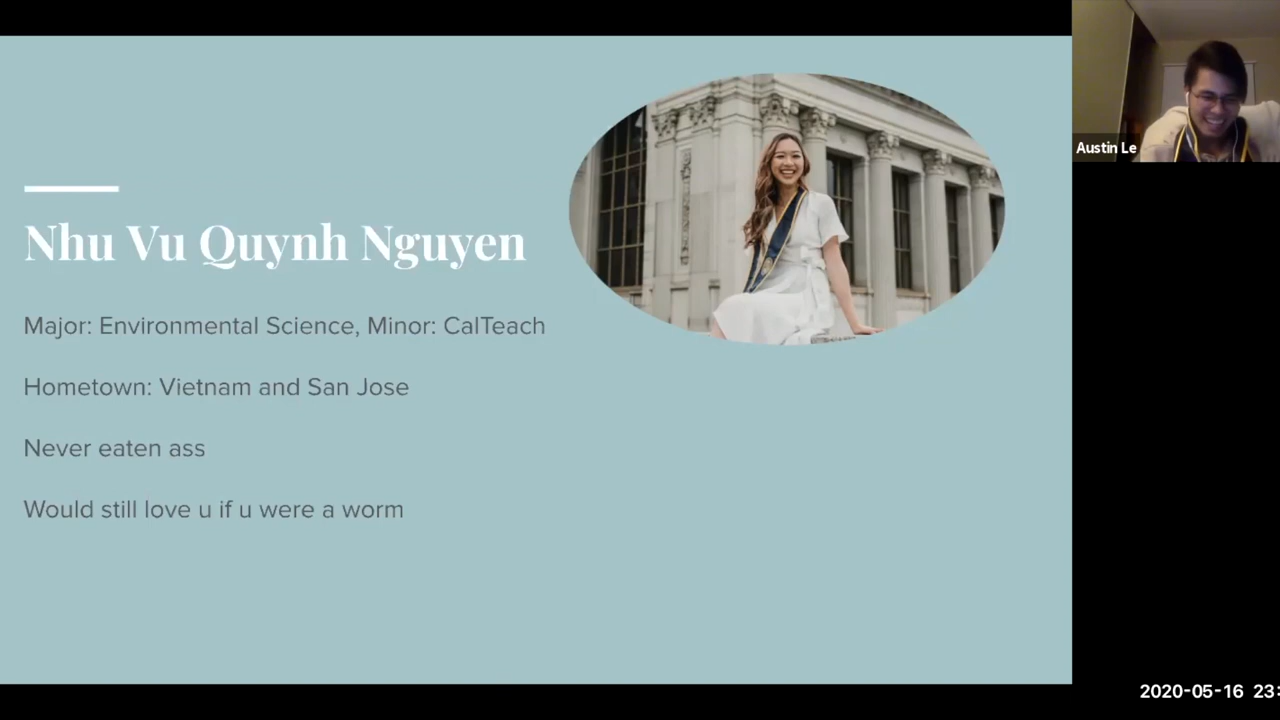 Nhu Vu Quynh Nguyen
Major: Environmental Science, Minor: CalTeach
Hometown: Vietnam and San Jose
Never eaten ass
Would still love u if u were a worm
Austin Le
2020-05-16 23: